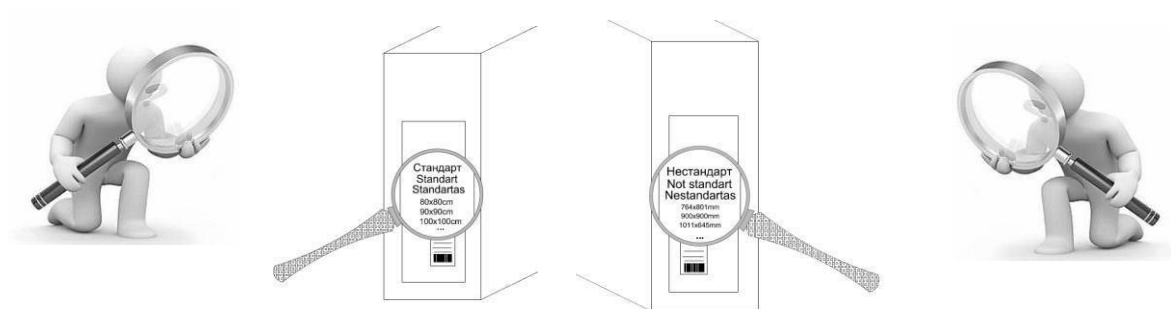 Стандарт
Standart
Standartas
80x80cm
90x90cm
100x100cm
...
Нестандарт
Not standart
Nestandartas
764x801mm
900x900mm
1011x645mm
...